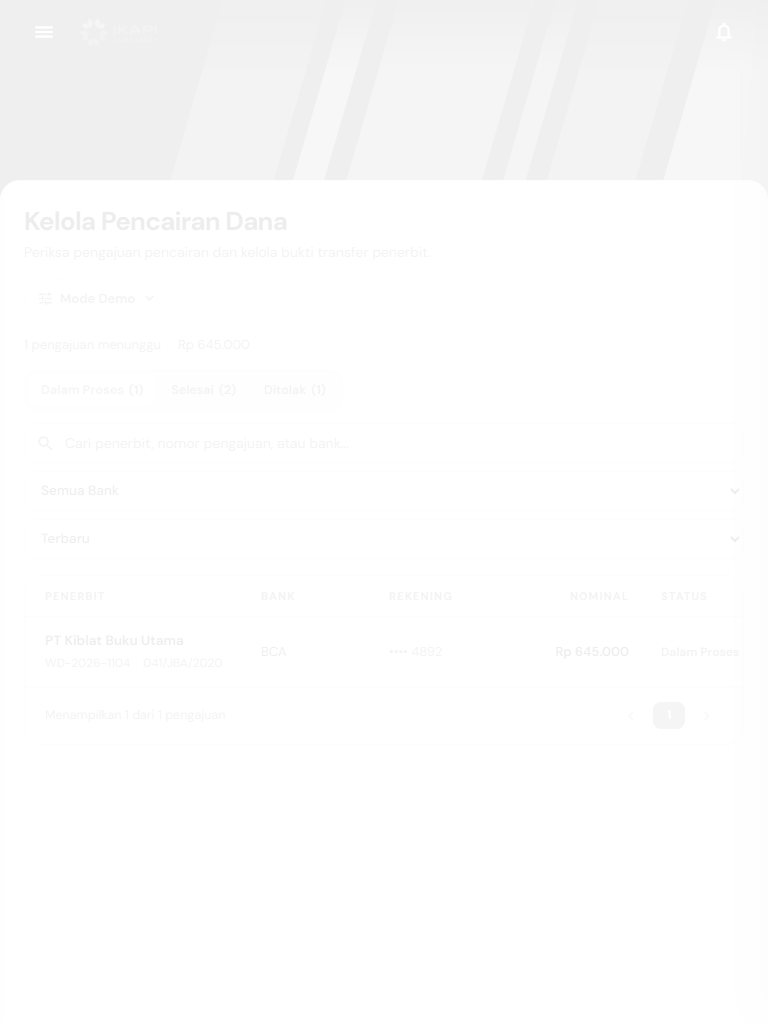 IKAPI
Kelola Pencairan Dana
Periksa pengajuan pencairan dan kelola bukti transfer penerbit.
Mode Demo
1 pengajuan menunggu Rp 645.000
Dalam Proses (1) Selesai (2) Ditolak (1)
Cari penerbit, nomor pengajuan, atau bank...
Semua Bank
Terbaru
PENERBIT BANK REKENING NOMINAL STATUS
PT Kiblat Buku Utama
BCA •••• 4892 Rp 645.000 Dalam Proses
WD-2026-1104 041/JBA/2020
Menampilkan 1 dari 1 pengajuan
1